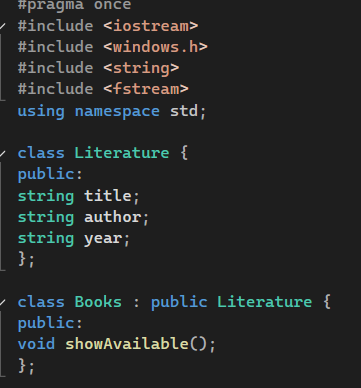 #pragma once
#include <iostream>
#include <windows.h>
#include <string>
#include <fstream>
using namespace std;
class Literature {
public:
string title;
string author;
string year;
};
class Books : public Literature {
public:
void showAvailable();
};